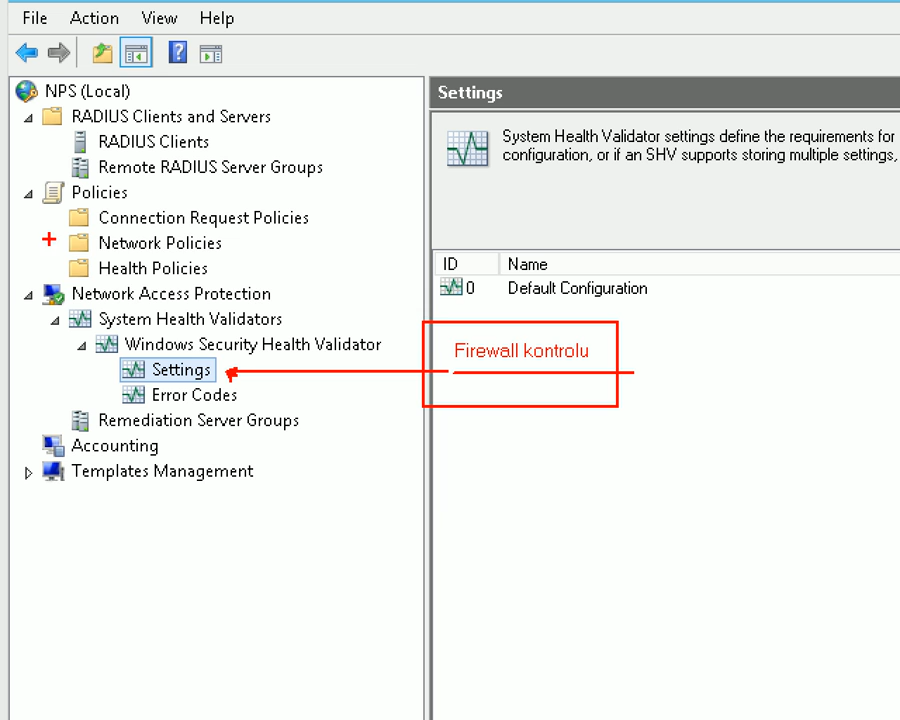 File Action View Help
NPS (Local)
RADIUS Clients and Servers
RADIUS Clients
Remote RADIUS Server Groups
Policies
Connection Request Policies
Network Policies
Health Policies
Network Access Protection
System Health Validators
Windows Security Health Validator
Settings
Error Codes
Remediation Server Groups
Accounting
Templates Management
Settings
System Health Validator settings define the requirements for
configuration, or if an SHV supports storing multiple settings,
ID Name
0 Default Configuration
Firewall kontrolu